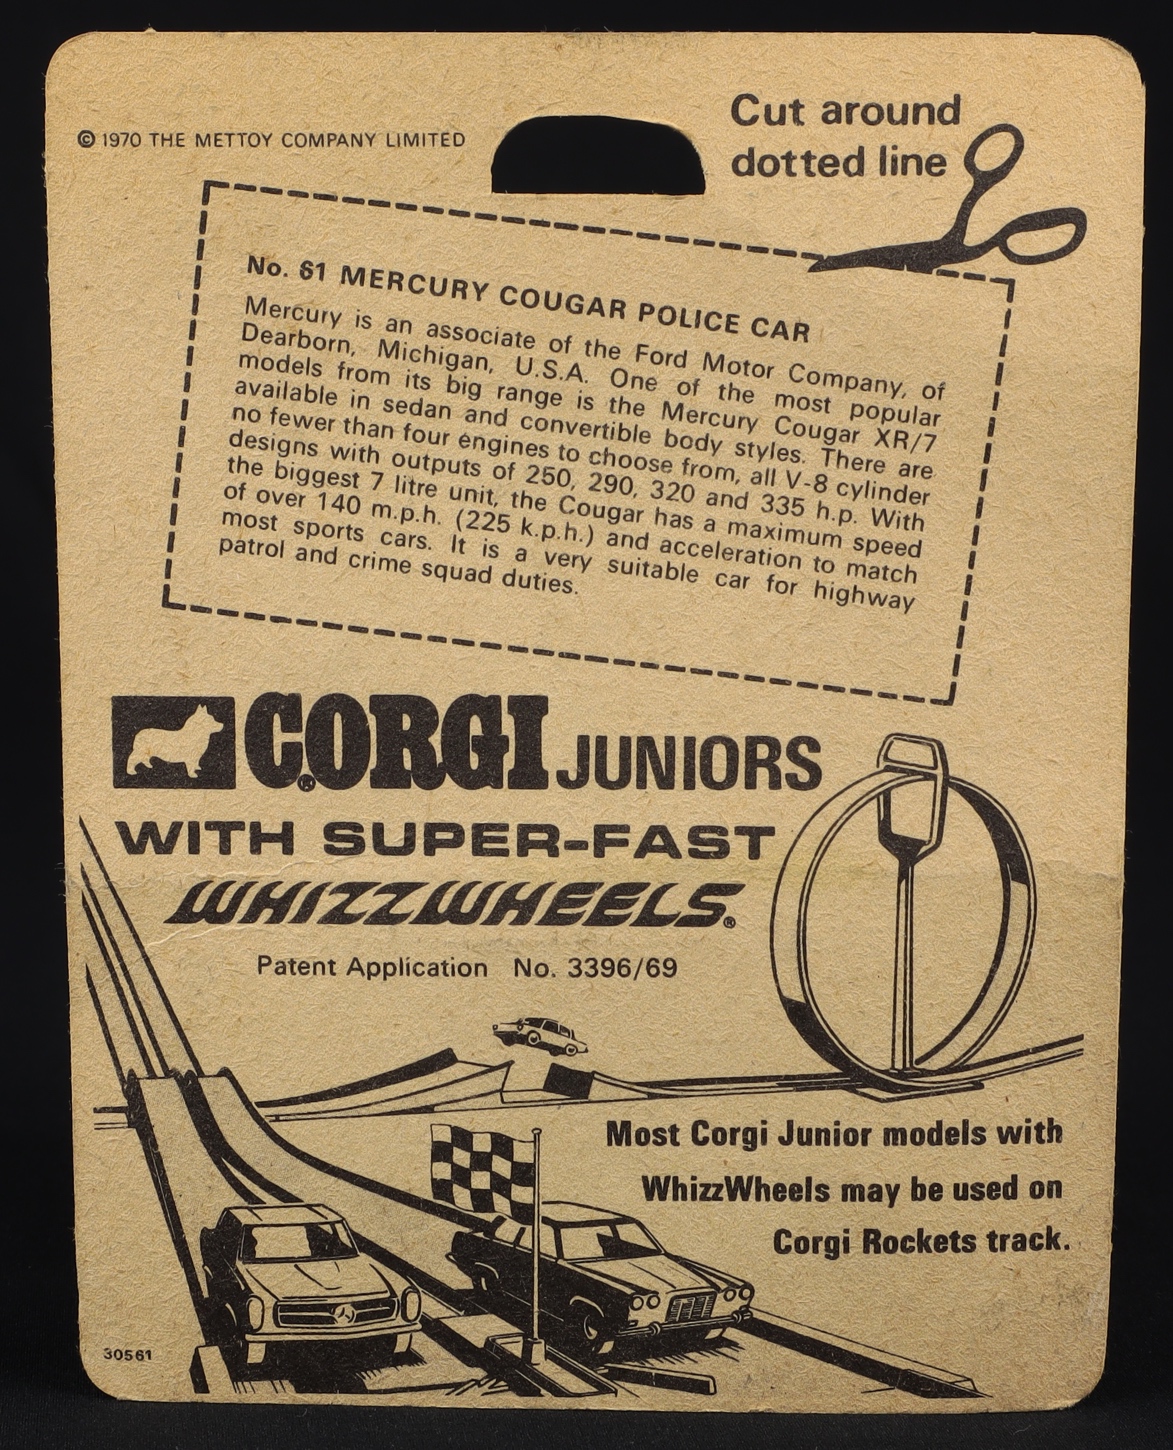 © 1970 THE METTOY COMPANY LIMITED
Cut around
dotted line
No. 61 MERCURY COUGAR POLICE CAR
Mercury is an associate of the Ford Motor Company, of
Dearborn, Michigan, U.S.A. One of the most popular
models from its big range is the Mercury Cougar XR/7
available in sedan and convertible body styles. There are
no fewer than four engines to choose from, all V-8 cylinder
designs with outputs of 250, 290, 320 and 335 h.p. With
the biggest 7 litre unit, the Cougar has a maximum speed
of over 140 m.p.h. (225 k.p.h.) and acceleration to match
most sports cars. It is a very suitable car for highway
patrol and crime squad duties.
CORGI® JUNIORS
WITH SUPER-FAST
WHIZZWHEELS.®
Patent Application No. 3396/69
Most Corgi Junior models with
WhizzWheels may be used on
Corgi Rockets track.
30561